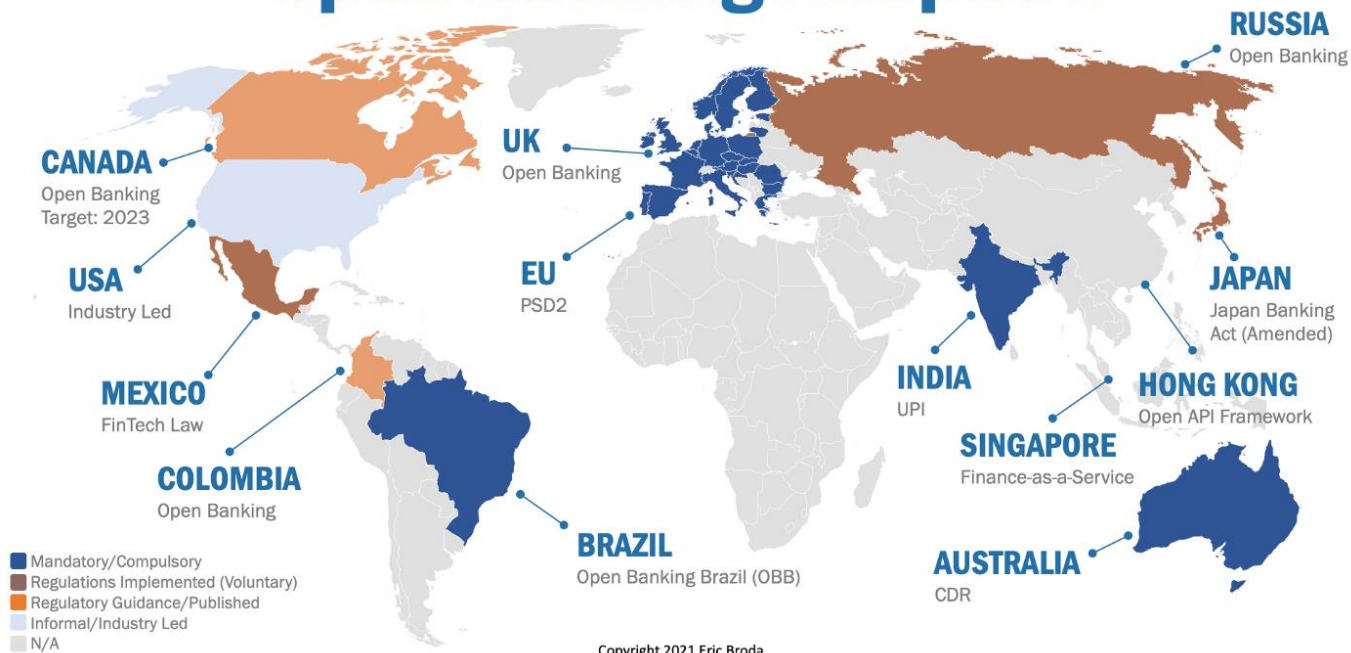 RUSSIA
Open Banking
CANADA
Open Banking
Target: 2023
UK
Open Banking
USA
Industry Led
EU
PSD2
JAPAN
Japan Banking
Act (Amended)
MEXICO
FinTech Law
INDIA
UPI
HONG KONG
Open API Framework
SINGAPORE
Finance-as-a-Service
COLOMBIA
Open Banking
BRAZIL
Open Banking Brazil (OBB)
AUSTRALIA
CDR
Mandatory/Compulsory
Regulations Implemented (Voluntary)
Regulatory Guidance/Published
Informal/Industry Led
N/A
Copyright 2021 Eric Broda